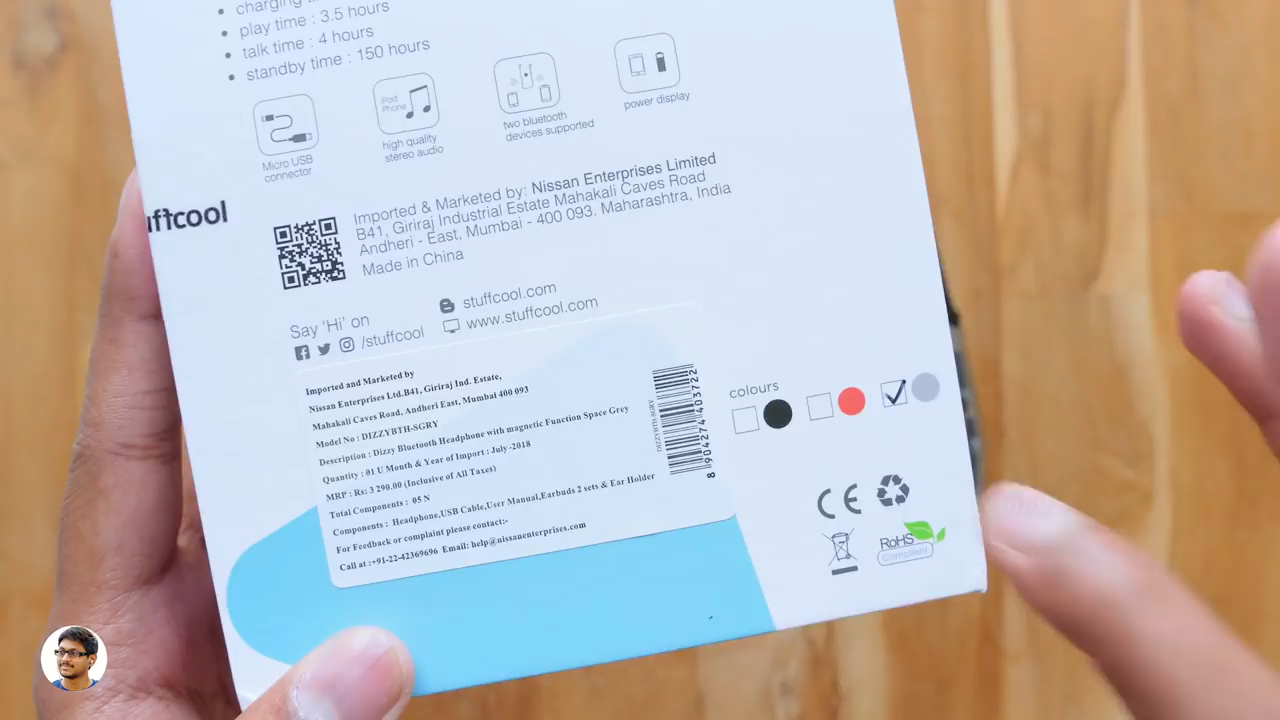 charging
play time : 3.5 hours
talk time : 4 hours
standby time : 150 hours
Micro USB
connector
iPod
iPhone
high quality
stereo audio
two bluetooth
devices supported
power display
uffcool
Imported & Marketed by: Nissan Enterprises Limited
B41, Giriraj Industrial Estate Mahakali Caves Road
Andheri - East, Mumbai - 400 093. Maharashtra, India
Made in China
Say 'Hi' on
/stuffcool
stuffcool.com
www.stuffcool.com
Imported and Marketed by
Nissan Enterprises Ltd.B41, Giriraj Ind. Estate,
Mahakali Caves Road, Andheri East, Mumbai 400 093
Model No : DIZZYBTH-SGRY
Description : Dizzy Bluetooth Headphone with magnetic Function Space Grey
Quantity : 01 U Month & Year of Import : July -2018
MRP : Rs: 3 290.00 (Inclusive of All Taxes)
Total Components : 05 N
Components : Headphone,USB Cable,User Manual,Earbuds 2 sets & Ear Holder
For Feedback or complaint please contact:-
Call at :+91-22-42369696 Email: help@nissanenterprises.com
DIZZYBTH-SGRY
8 904274 403722
colours
CE
RoHS
Compliant